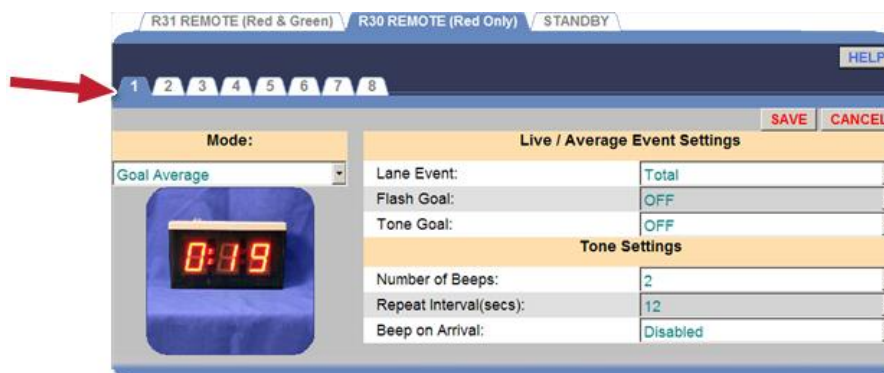 R31 REMOTE (Red & Green) R30 REMOTE (Red Only) STANDBY
HELP
1 2 3 4 5 6 7 8
SAVE CANCEL
Mode: Live / Average Event Settings
Goal Average Lane Event: Total
Flash Goal: OFF
Tone Goal: OFF
0:19
Tone Settings
Number of Beeps: 2
Repeat Interval(secs): 12
Beep on Arrival: Disabled